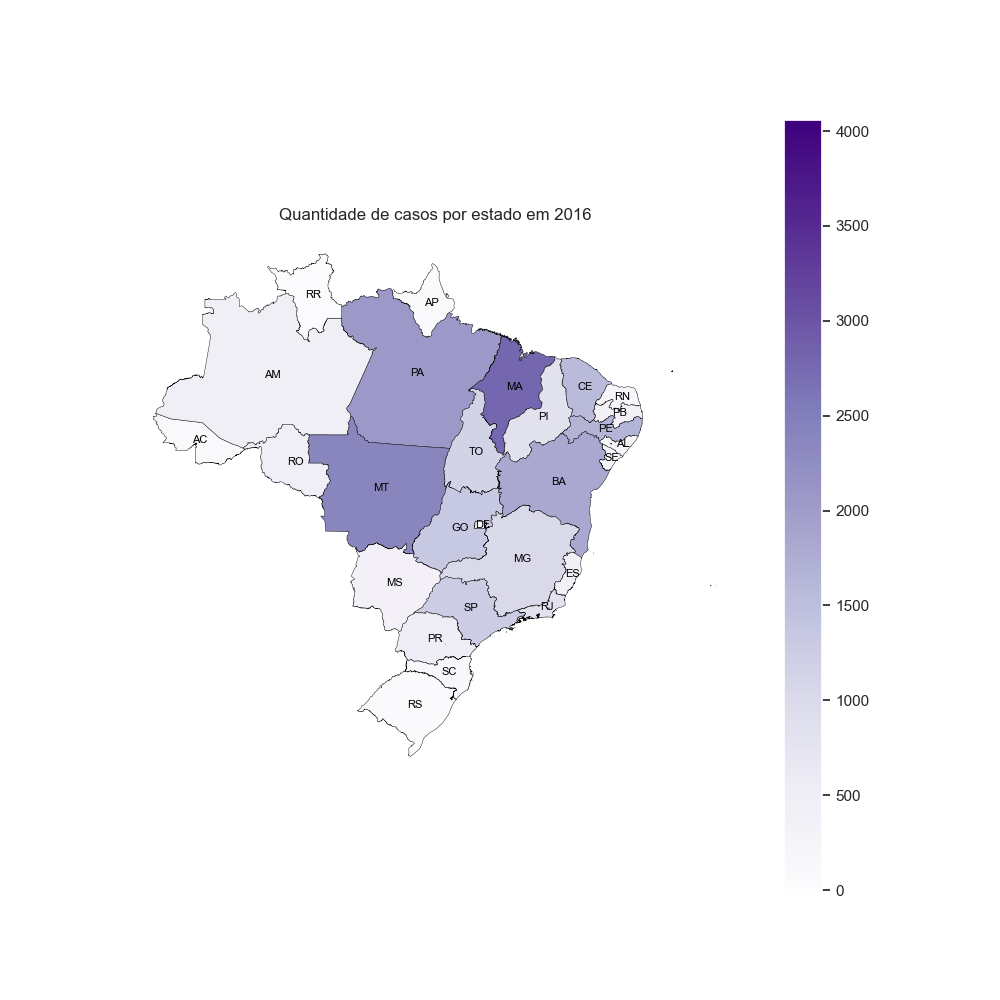 Quantidade de casos por estado em 2016
4000
3500
3000
2500
2000
1500
1000
500
0
RR
AP
AM
PA
MA
CE
RN
PI
PB
PE
AC
AL
RO
TO
SE
MT
BA
GO
DF
MG
ES
MS
SP
RJ
PR
SC
RS